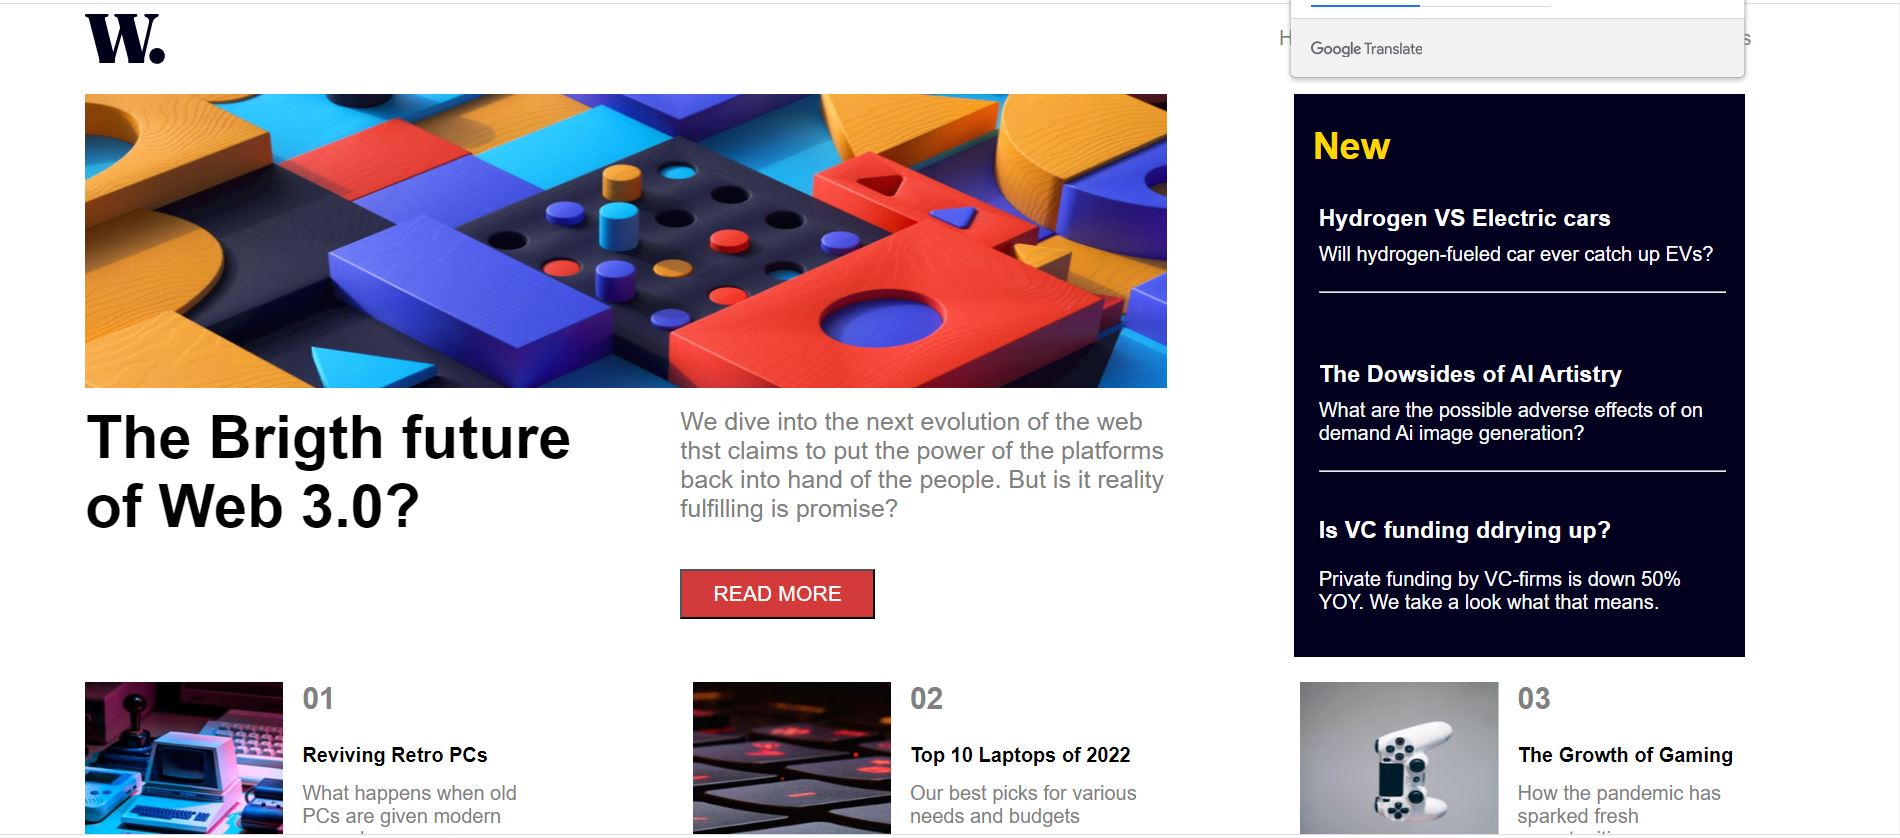 W.
Google Translate
New
Hydrogen VS Electric cars
Will hydrogen-fueled car ever catch up EVs?
The Dowsides of AI Artistry
What are the possible adverse effects of on
demand Ai image generation?
Is VC funding ddrying up?
Private funding by VC-firms is down 50%
YOY. We take a look what that means.
The Brigth future
of Web 3.0?
We dive into the next evolution of the web
thst claims to put the power of the platforms
back into hand of the people. But is it reality
fulfilling is promise?
READ MORE
01
Reviving Retro PCs
What happens when old
PCs are given modern
02
Top 10 Laptops of 2022
Our best picks for various
needs and budgets
03
The Growth of Gaming
How the pandemic has
sparked fresh